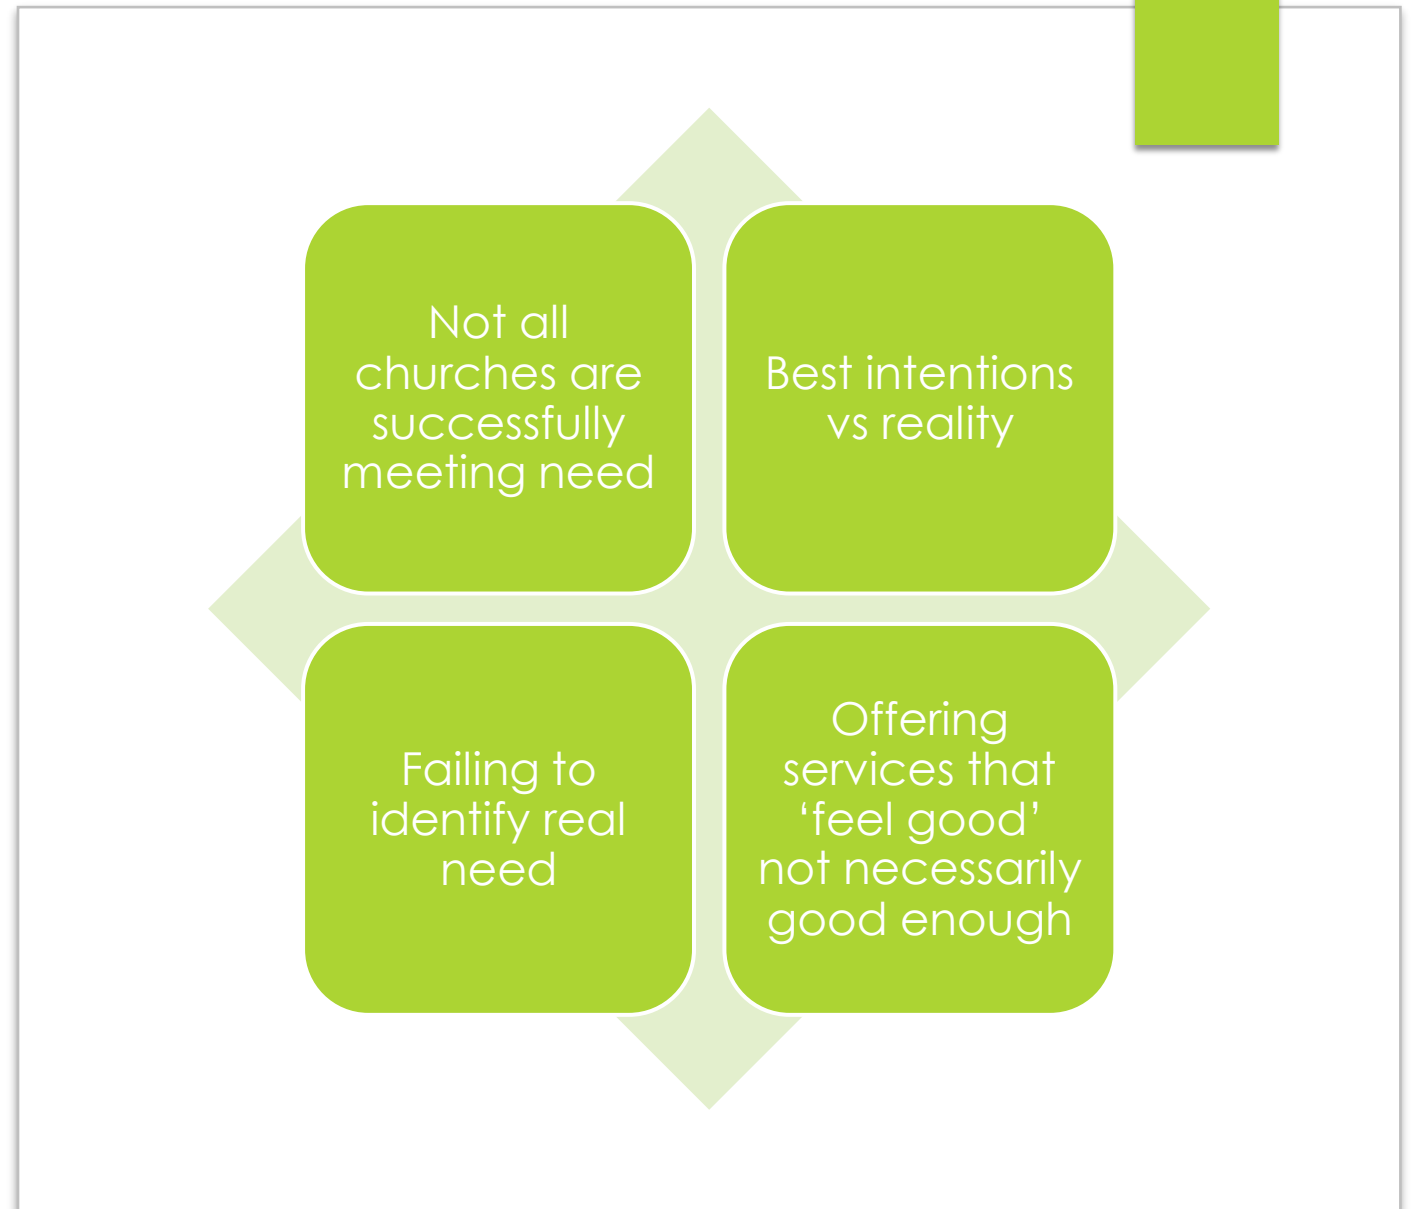 Not all
churches are
successfully
meeting need
Best intentions
vs reality
Failing to
identify real
need
Offering
services that
‘feel good’
not necessarily
good enough